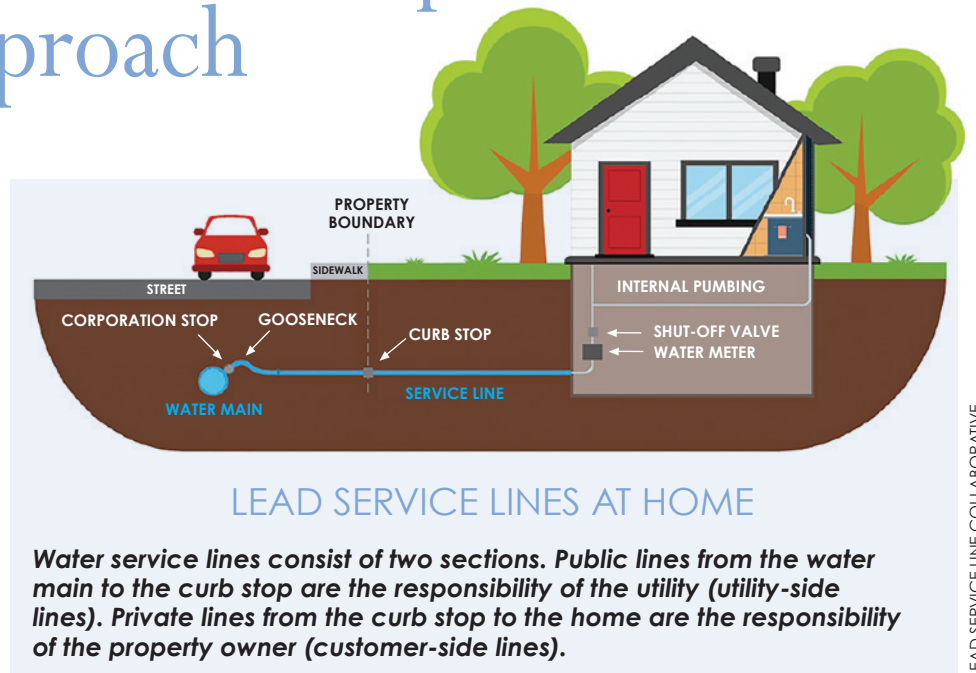 proach
PROPERTY
BOUNDARY
SIDEWALK
STREET
INTERNAL PUMBING
CORPORATION STOP
GOOSENECK
CURB STOP
SHUT-OFF VALVE
WATER METER
SERVICE LINE
WATER MAIN
LEAD SERVICE LINES AT HOME
Water service lines consist of two sections. Public lines from the water
main to the curb stop are the responsibility of the utility (utility-side
lines). Private lines from the curb stop to the home are the responsibility
of the property owner (customer-side lines).
EAD SERVICE LINE COLLABORATIVE